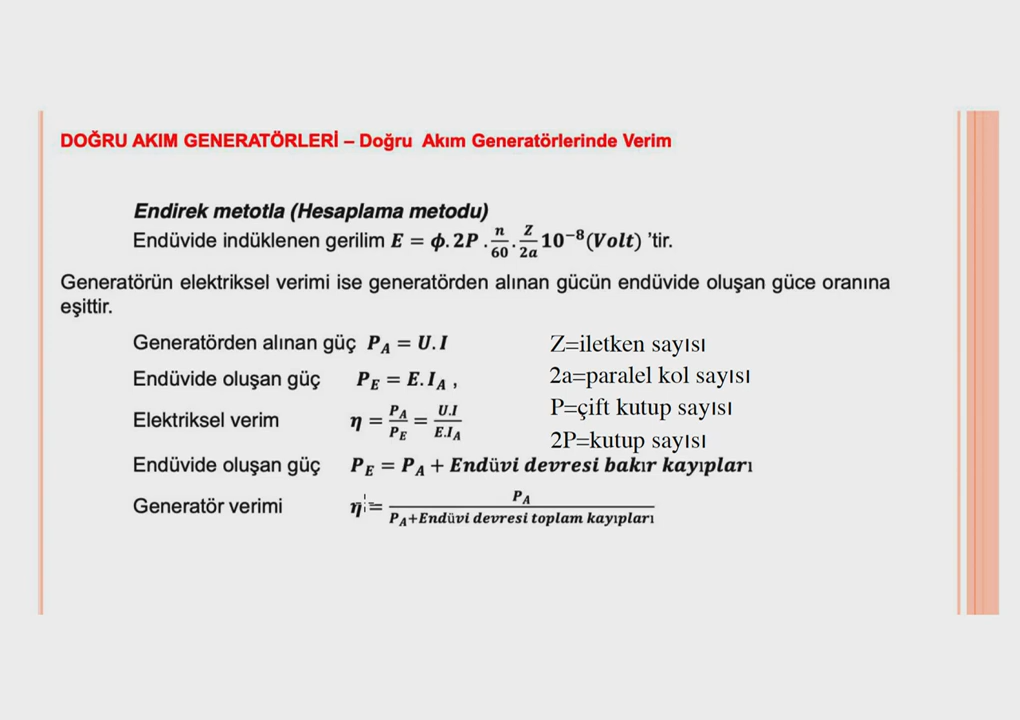 DOĞRU AKIM GENERATÖRLERİ – Doğru Akım Generatörlerinde Verim
Endirek metotla (Hesaplama metodu)
Endüvide indüklenen gerilim E = ϕ. 2P . n/60 . Z/2a 10⁻⁸(Volt) 'tir.
Generatörün elektriksel verimi ise generatörden alınan gücün endüvide oluşan güce oranına
eşittir.
Generatörden alınan güç P_A = U. I
Endüvide oluşan güç P_E = E. I_A ,
Elektriksel verim η = P_A/P_E = U.I/E.I_A
Z=iletken sayısı
2a=paralel kol sayısı
P=çift kutup sayısı
2P=kutup sayısı
Endüvide oluşan güç P_E = P_A + Endüvi devresi bakır kayıpları
Generatör verimi η = P_A/P_A+Endüvi devresi toplam kayıpları